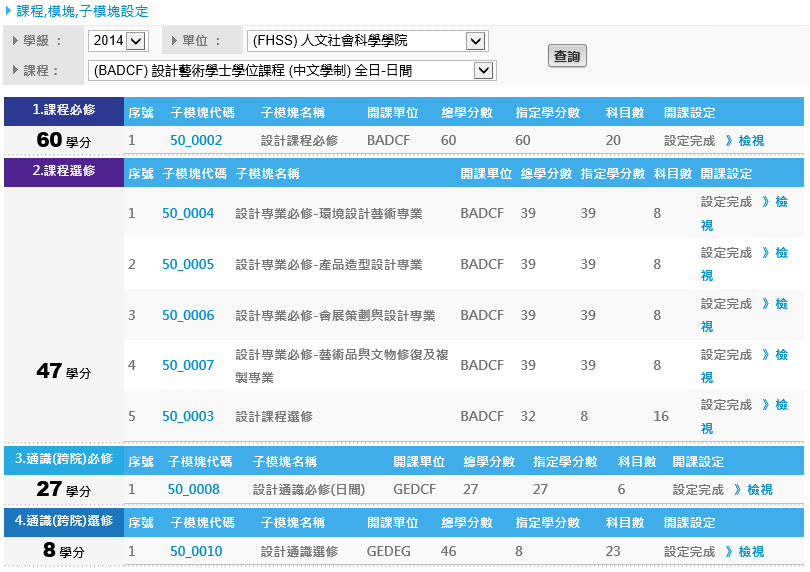 課程,模塊,子模塊設定
學級 : 2014 單位 : (FHSS) 人文社會科學學院
課程 : (BADCF) 設計藝術學士學位課程 (中文學制) 全日-日間
查詢
1.課程必修 序號 子模塊代碼 子模塊名稱 開課單位 總學分數 指定學分數 科目數 開課設定
60 學分 1 50_0002 設計課程必修 BADCF 60 60 20 設定完成 》檢視
2.課程選修 序號 子模塊代碼 子模塊名稱 開課單位 總學分數 指定學分數 科目數 開課設定
1 50_0004 設計專業必修-環境設計藝術專業 BADCF 39 39 8 設定完成 》檢
視
2 50_0005 設計專業必修-產品造型設計專業 BADCF 39 39 8 設定完成 》檢
視
3 50_0006 設計專業必修-會展策劃與設計專業 BADCF 39 39 8 設定完成 》檢
視
47 學分 4 50_0007 設計專業必修-藝術品與文物修復及複 BADCF 39 39 8 設定完成 》檢
製專業 視
5 50_0003 設計課程選修 BADCF 32 8 16 設定完成 》檢
視
3.通識(跨院)必修 序號 子模塊代碼 子模塊名稱 開課單位 總學分數 指定學分數 科目數 開課設定
27 學分 1 50_0008 設計通識必修(日間) GEDCF 27 27 6 設定完成 》檢視
4.通識(跨院)選修 序號 子模塊代碼 子模塊名稱 開課單位 總學分數 指定學分數 科目數 開課設定
8 學分 1 50_0010 設計通識選修 GEDEG 46 8 23 設定完成 》檢視